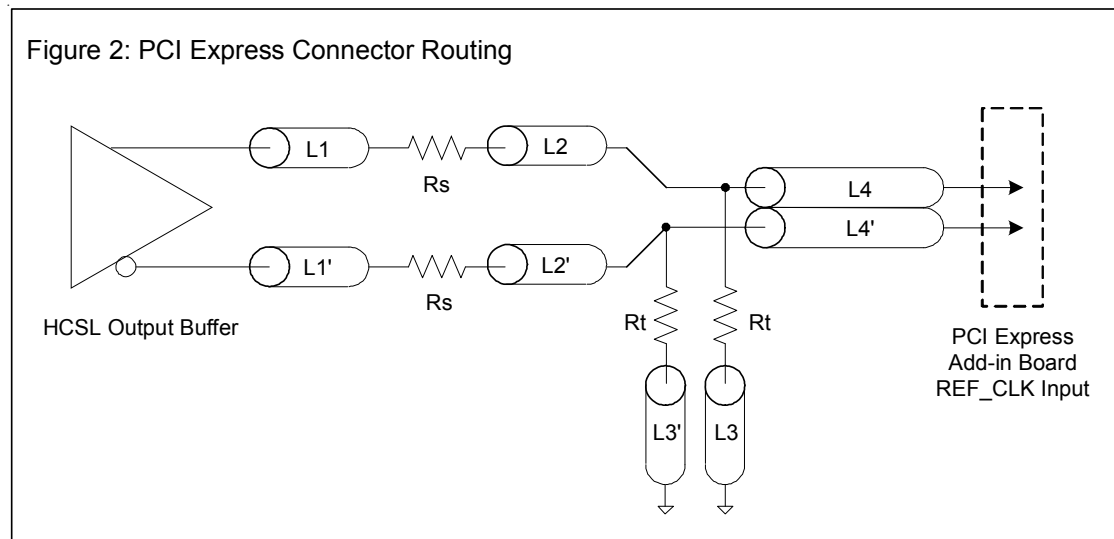 Figure 2: PCI Express Connector Routing
L1
Rs
L2
L4
L4'
L1'
Rs
L2'
HCSL Output Buffer
Rt
Rt
L3'
L3
PCI Express
Add-in Board
REF_CLK Input